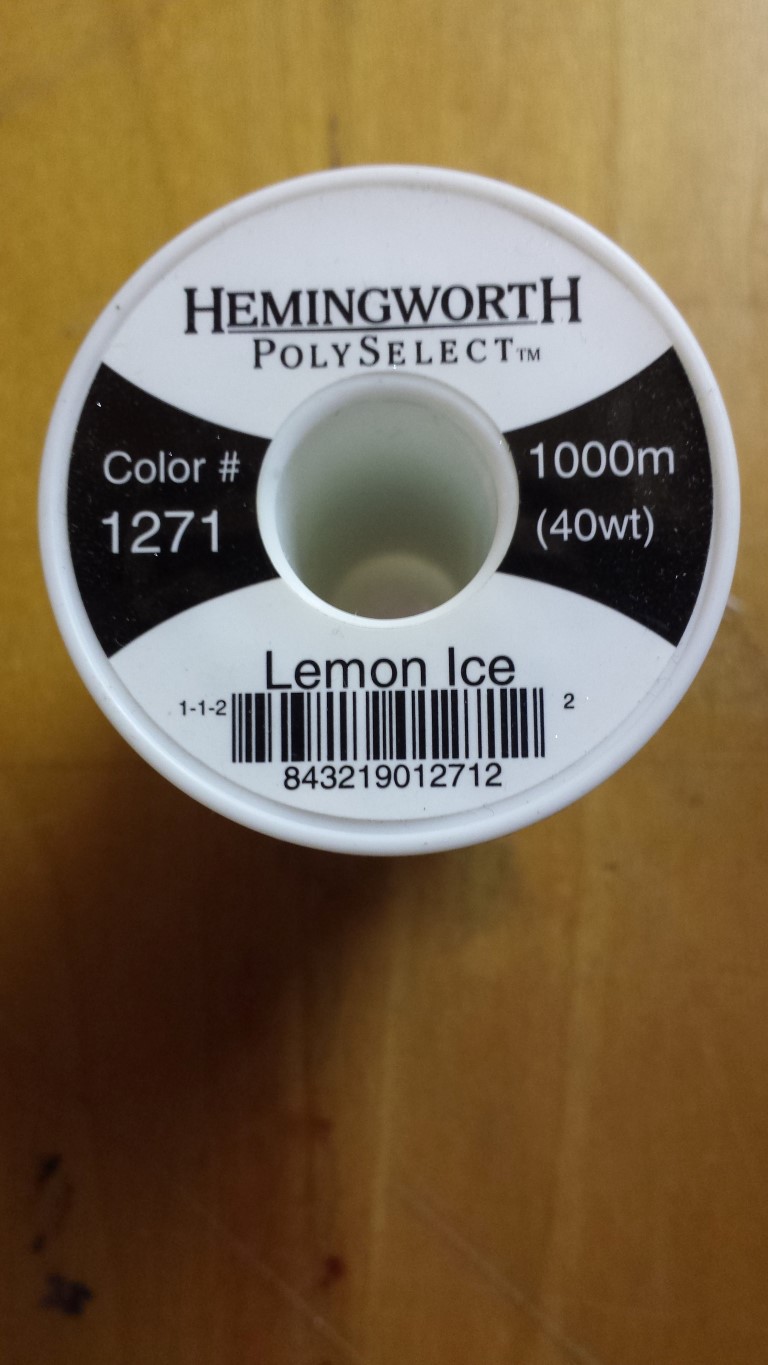 HEMINGWORTH
POLYSELECT™
Color #
1271
1000m
(40wt)
Lemon Ice
1-1-2
2
843219012712